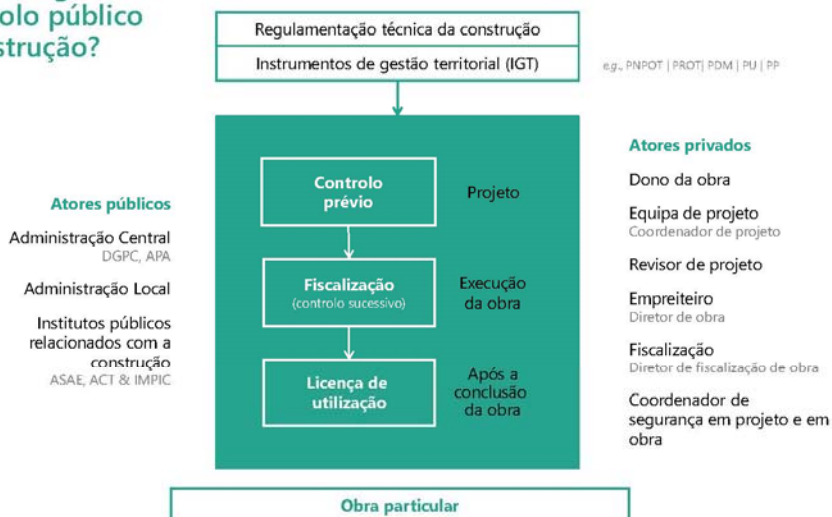 olo público
strução?
Regulamentação técnica da construção
Instrumentos de gestão territorial (IGT)
e.g., PNPOT | PROT| PDM | PU | PP
Atores públicos
Administração Central
DGPC, APA
Administração Local
Institutos públicos
relacionados com a
construção
ASAE, ACT & IMPIC
Controlo
prévio
Projeto
Fiscalização
(controlo sucessivo)
Execução
da obra
Licença de
utilização
Após a
conclusão
da obra
Atores privados
Dono da obra
Equipa de projeto
Coordenador de projeto
Revisor de projeto
Empreiteiro
Diretor de obra
Fiscalização
Diretor de fiscalização de obra
Coordenador de
segurança em projeto e em
obra
Obra particular